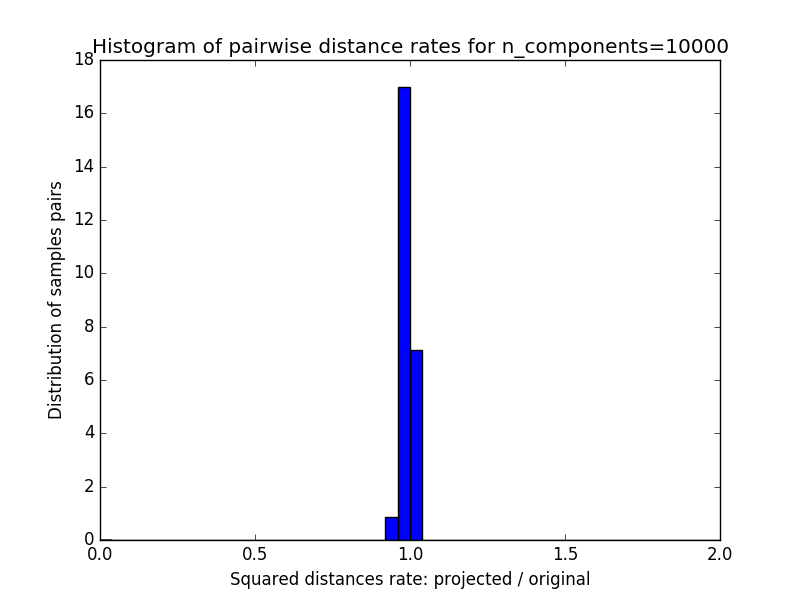 Histogram of pairwise distance rates for n_components=10000
18
16
14
12
10
8
6
4
2
0
Distribution of samples pairs
0.0 0.5 1.0 1.5 2.0
Squared distances rate: projected / original